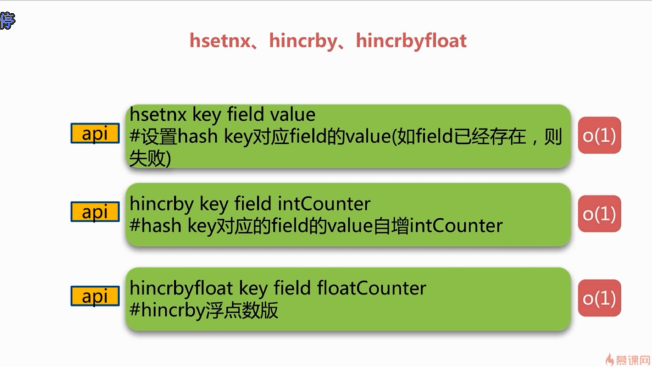 停
hsetnx、hincrby、hincrbyfloat
api
hsetnx key field value
#设置hash key对应field的value(如field已经存在，则
失败)
o(1)
api
hincrby key field intCounter
#hash key对应的field的value自增intCounter
o(1)
api
hincrbyfloat key field floatCounter
#hincrby浮点数版
o(1)
慕课网